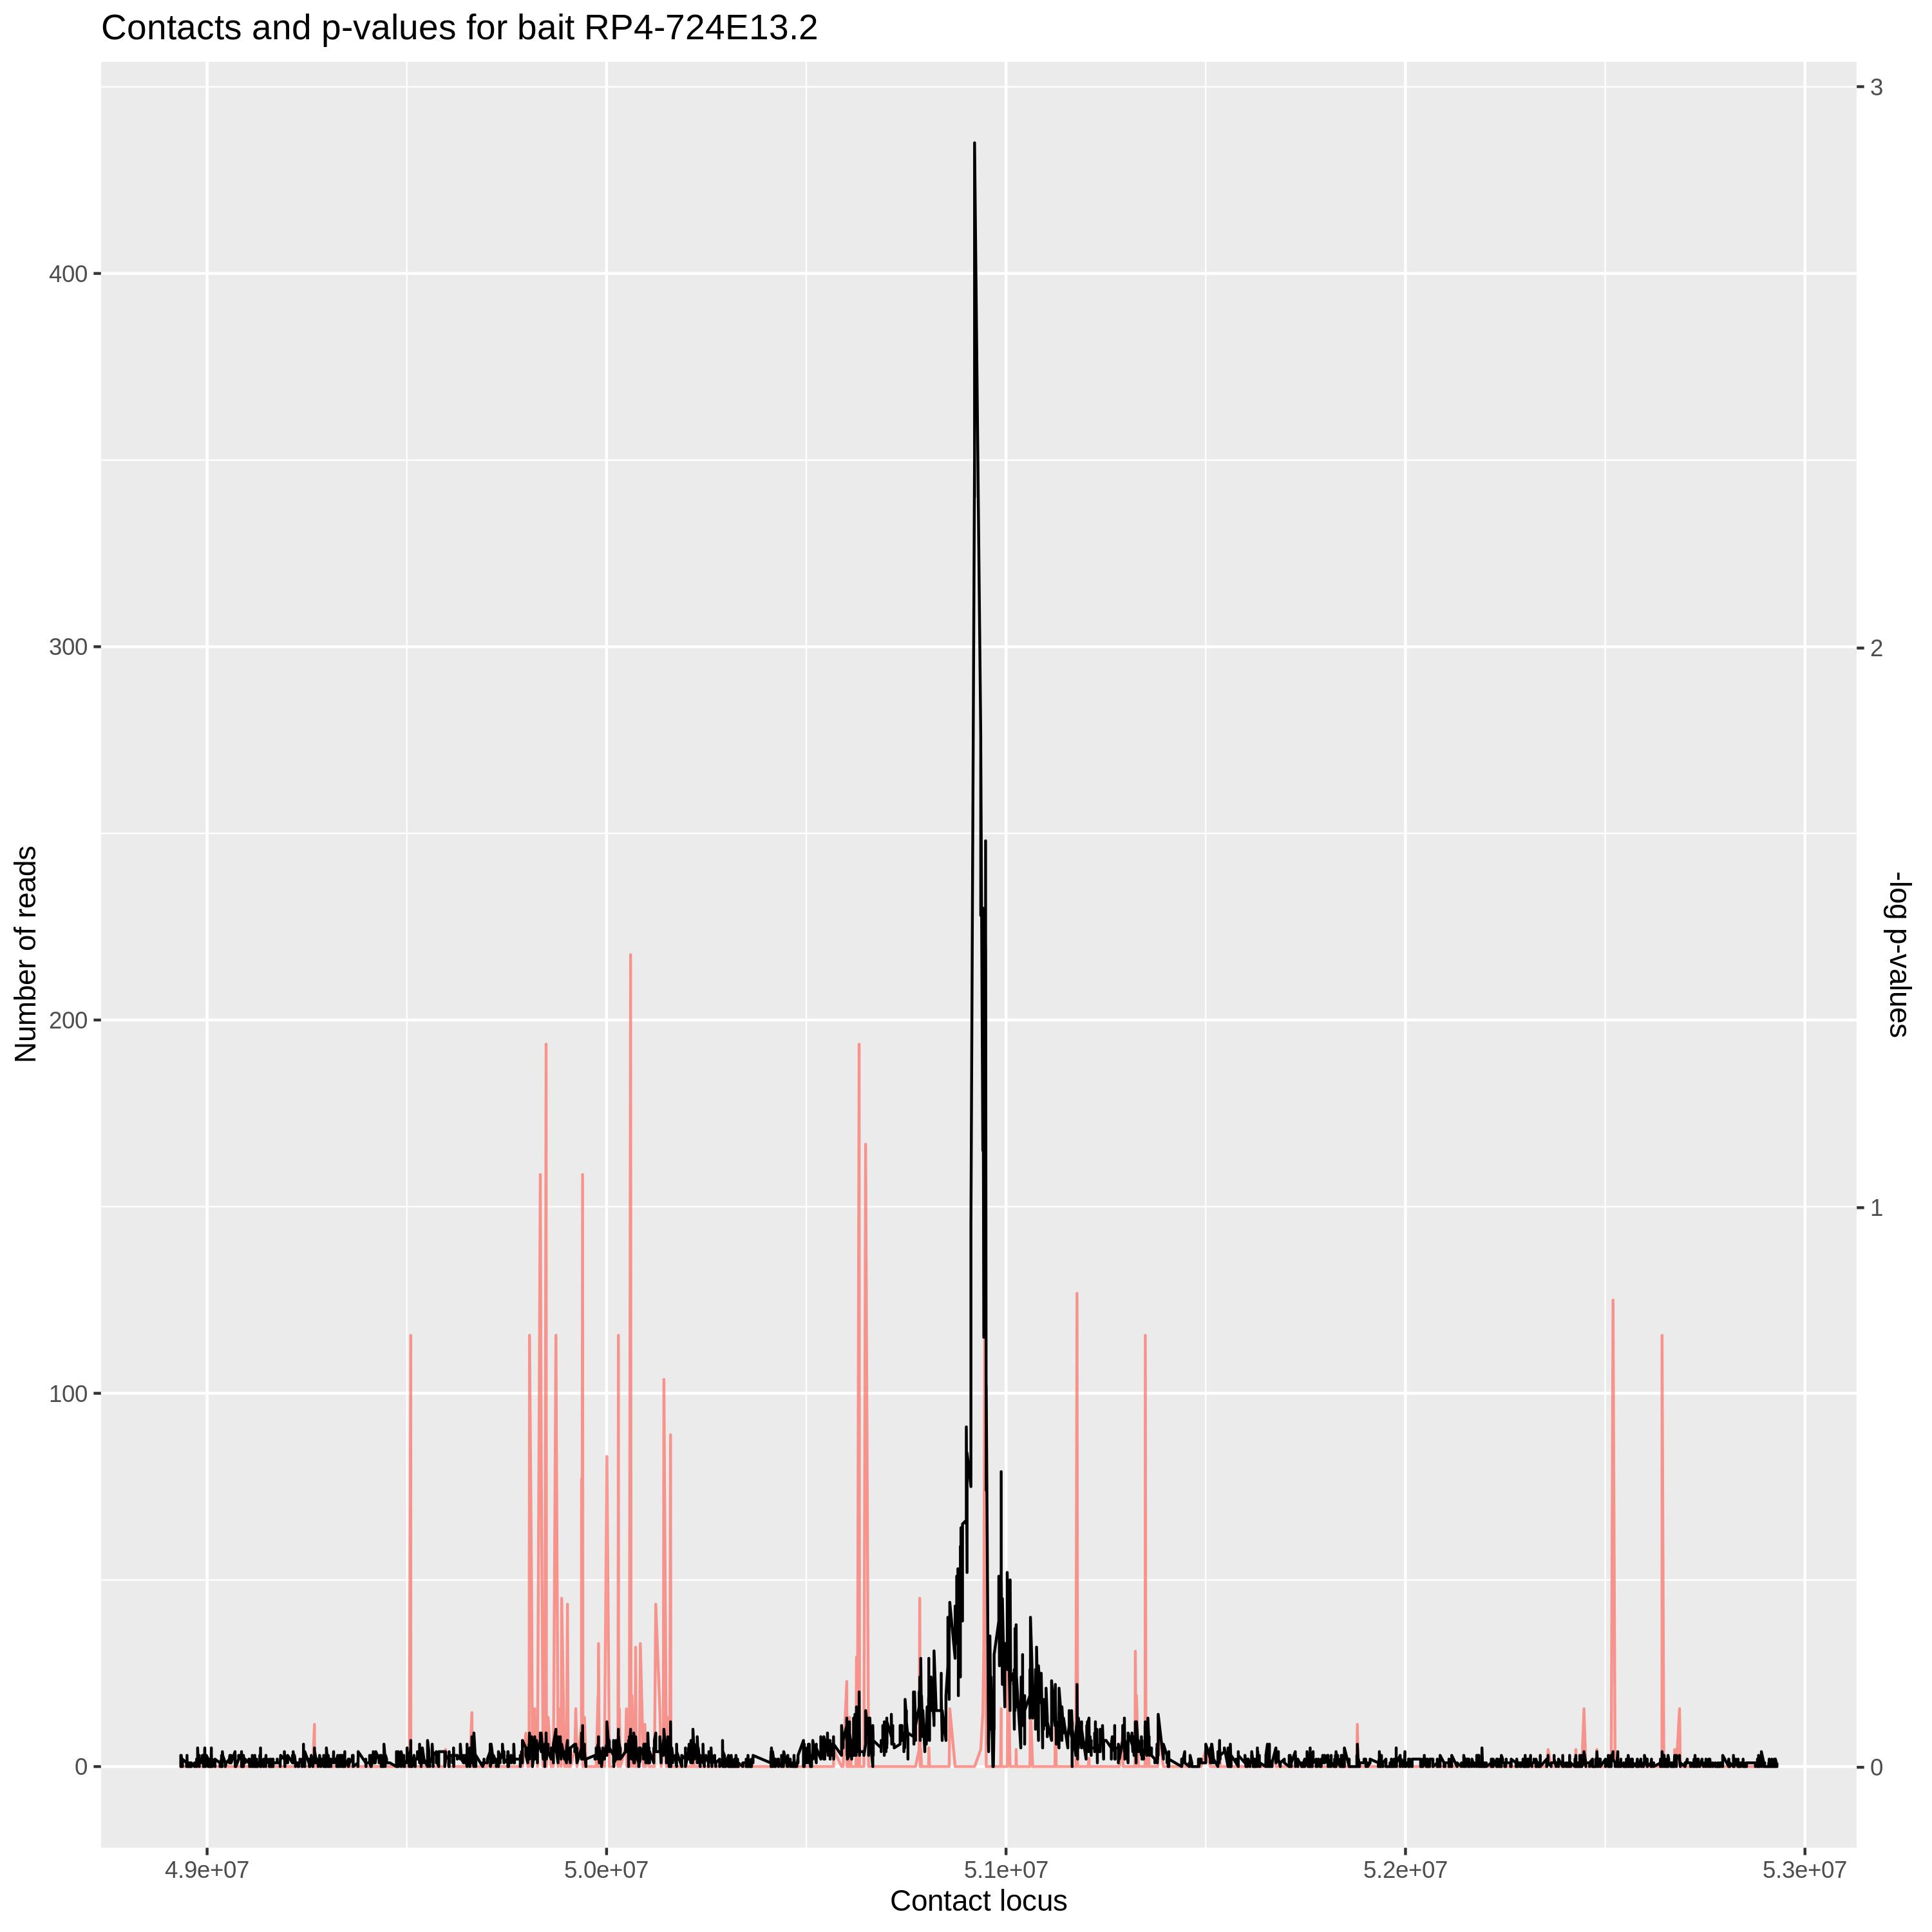 Contacts and p-values for bait RP4-724E13.2
3
400
300
2
Number of reads
-log p-values
200
1
100
0
0
4.9e+07
5.0e+07
5.1e+07
5.2e+07
5.3e+07
Contact locus